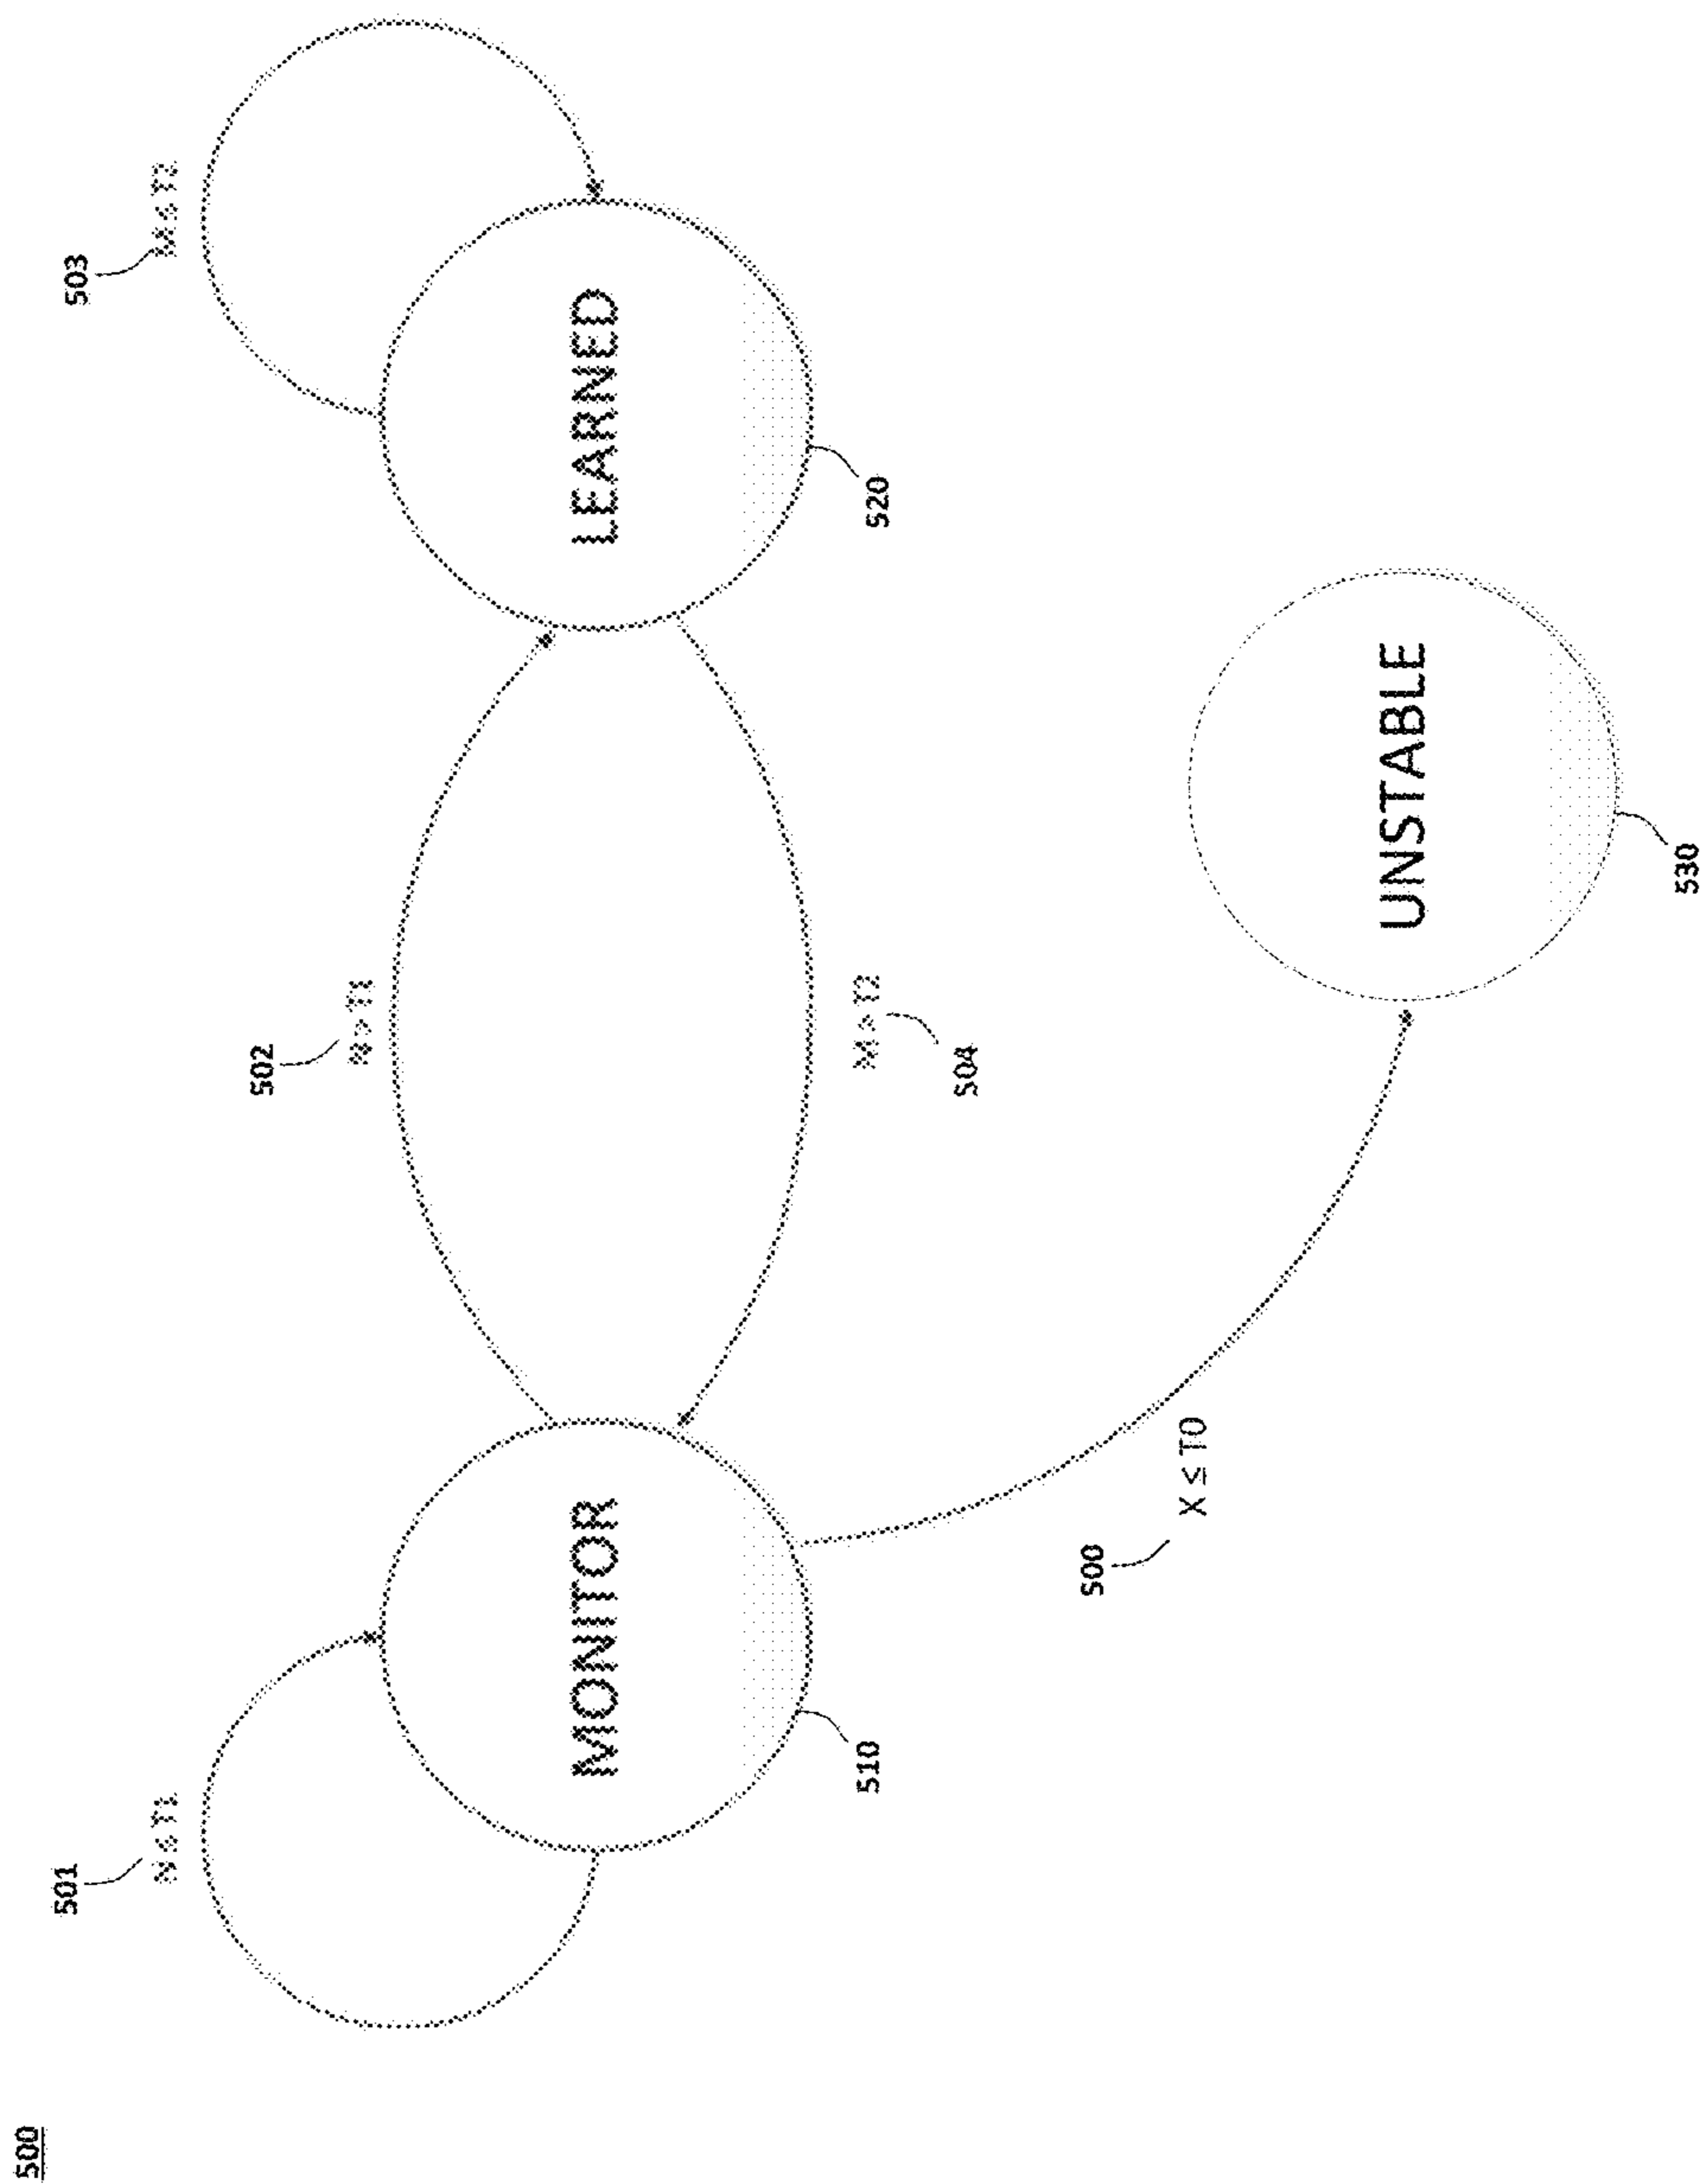 500
501
N ≤ T1
502
N > T1
503
M ≤ T2
MONITOR
LEARNED
510
520
M > T2
504
500
X ≤ T0
UNSTABLE
530